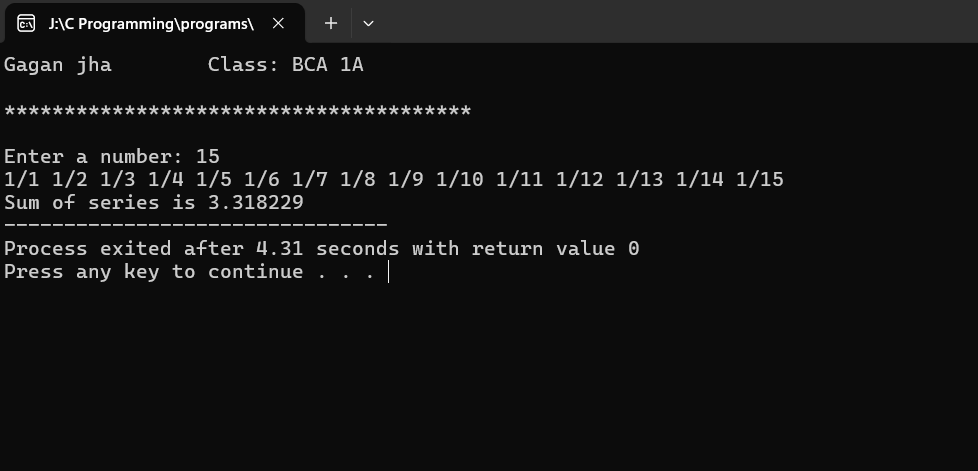 J:\C Programming\programs\
Gagan jha        Class: BCA 1A
***************************************
Enter a number: 15
1/1 1/2 1/3 1/4 1/5 1/6 1/7 1/8 1/9 1/10 1/11 1/12 1/13 1/14 1/15
Sum of series is 3.318229
--------------------------------
Process exited after 4.31 seconds with return value 0
Press any key to continue . . .